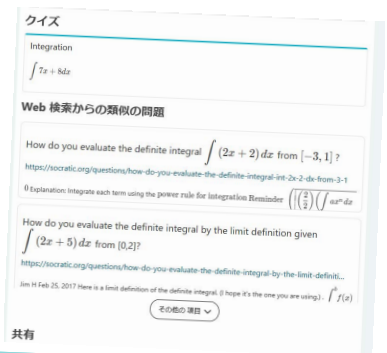 クイズ
Integration
∫ 7x + 8dx
Web 検索からの類似の問題
How do you evaluate the definite integral ∫ (2x + 2) dx from [−3, 1] ?
https://socratic.org/questions/how-do-you-evaluate-the-definite-integral-int-2x-2-dx-from-3-1
0 Explanation: Integrate each term using the power rule for integration Reminder
How do you evaluate the definite integral by the limit definition given
∫ (2x + 5) dx from [0,2]?
https://socratic.org/questions/how-do-you-evaluate-the-definite-integral-by-the-limit-definiti...
Jim H Feb 25, 2017 Here is a limit definition of the definite integral. (I hope it's the one you are using.) . ∫ f(x)
その他の 項目
共有